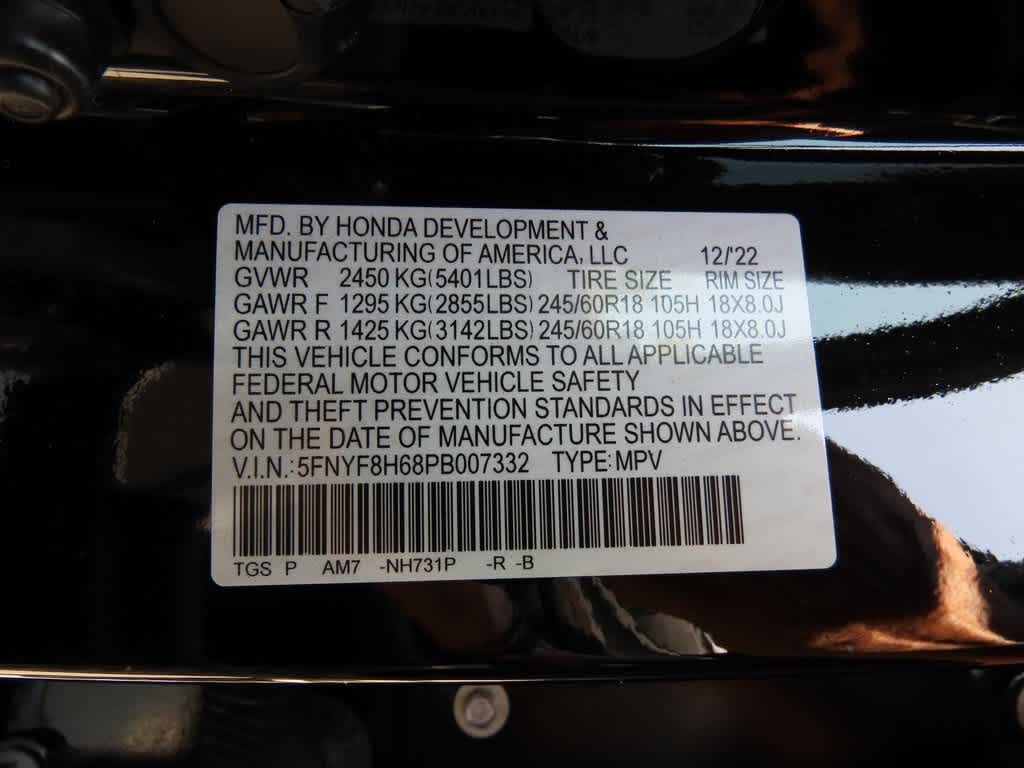 MFD. BY HONDA DEVELOPMENT &
MANUFACTURING OF AMERICA, LLC 12/'22
GVWR 2450 KG(5401LBS) TIRE SIZE RIM SIZE
GAWR F 1295 KG(2855LBS) 245/60R18 105H 18X8.0J
GAWR R 1425 KG(3142LBS) 245/60R18 105H 18X8.0J
THIS VEHICLE CONFORMS TO ALL APPLICABLE
FEDERAL MOTOR VEHICLE SAFETY
AND THEFT PREVENTION STANDARDS IN EFFECT
ON THE DATE OF MANUFACTURE SHOWN ABOVE.
V.I.N.:5FNYF8H68PB007332 TYPE:MPV
TGS P AM7 -NH731P -R -B